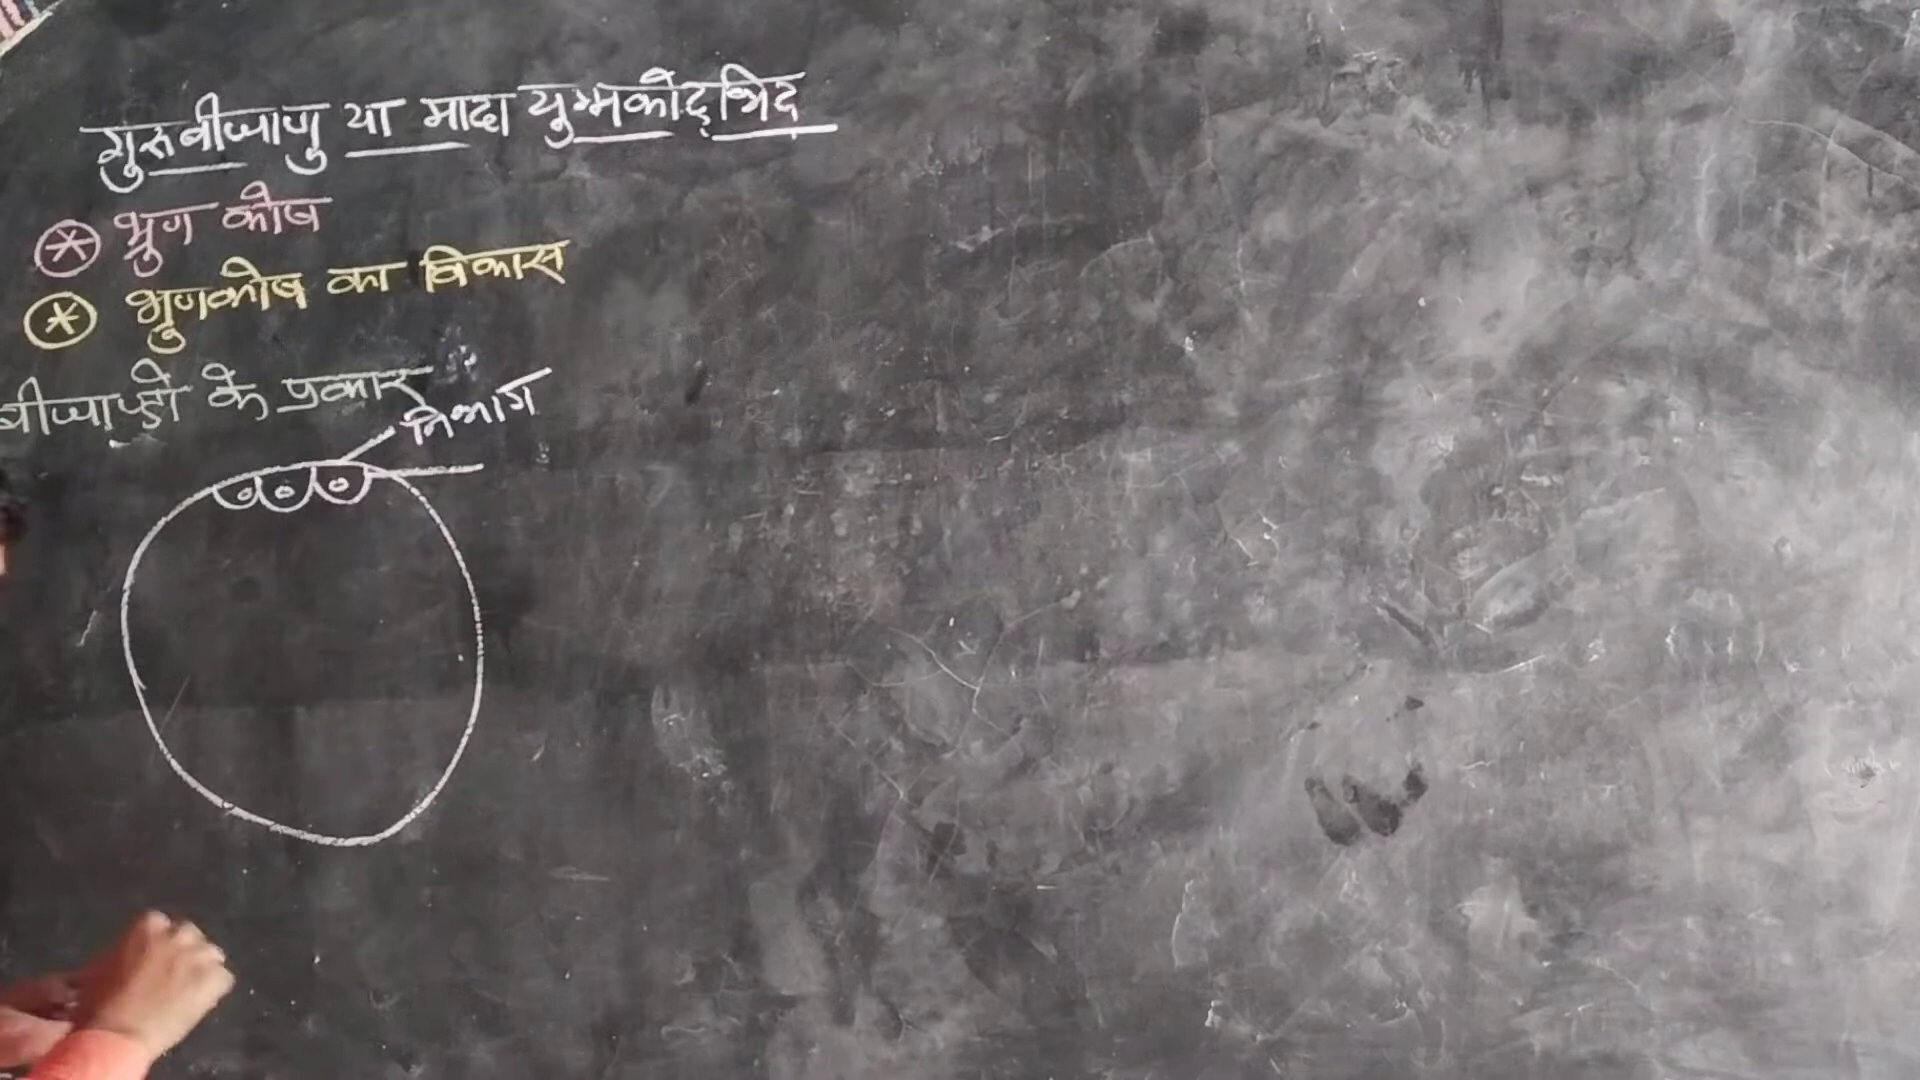 गुरुबीजाणु या मादा युग्मकोद्भिद
भ्रुण कोष
भ्रुणकोष का विकास
बीजाण्डो के प्रकार
निभाग